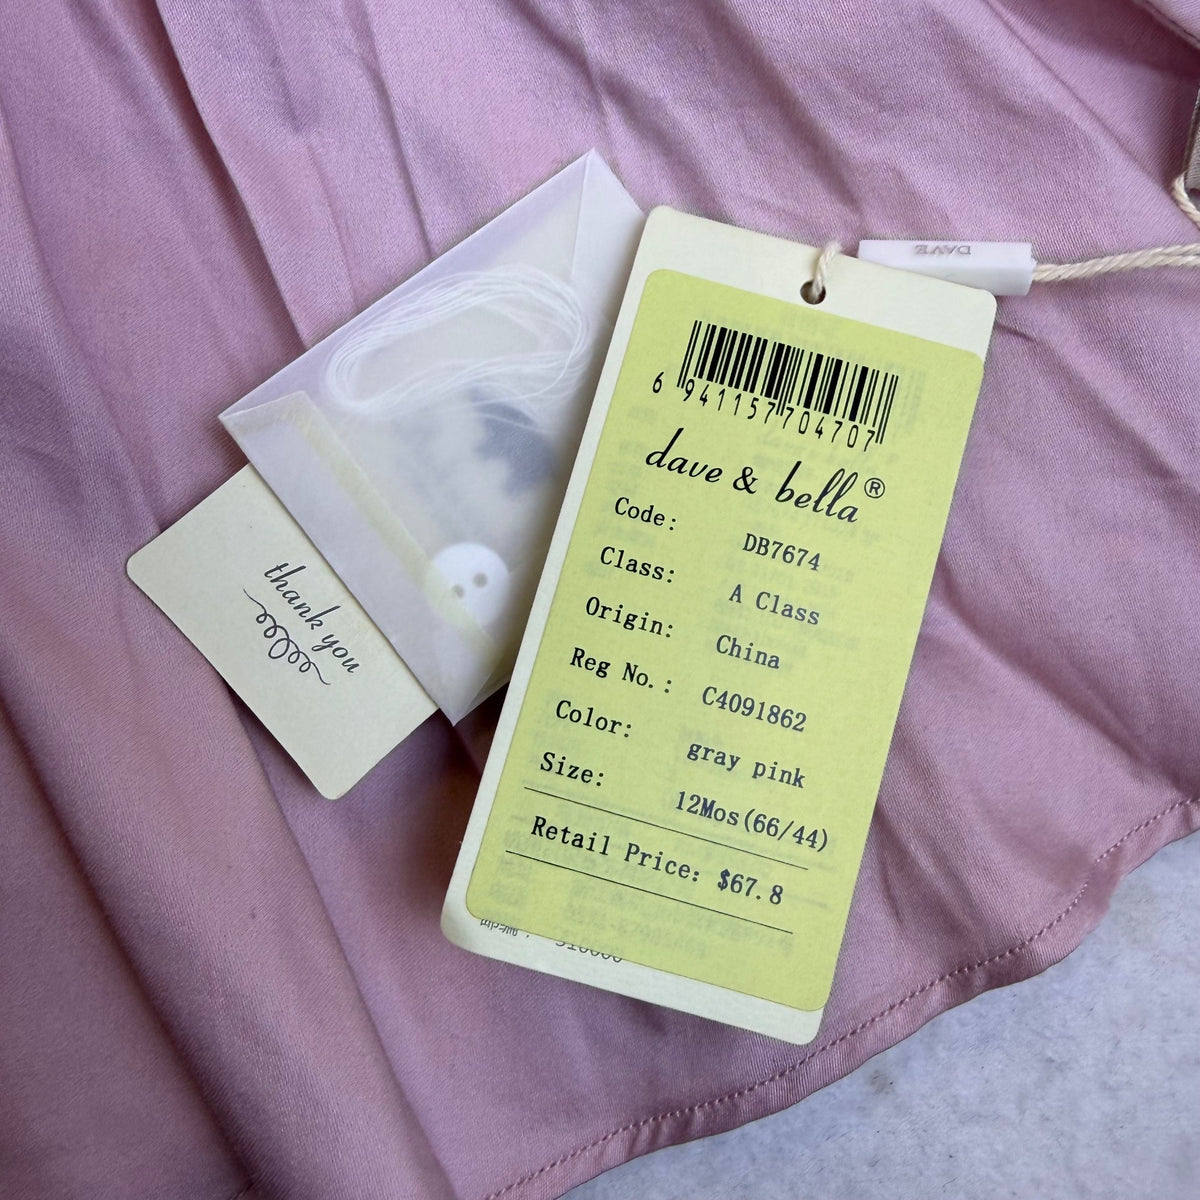 DAVE
6 941157 704707
dave & bella®
Code: DB7674
Class: A Class
Origin: China
Reg No.: C4091862
Color: gray pink
Size: 12Mos(66/44)
Retail Price: $67.8
thank you